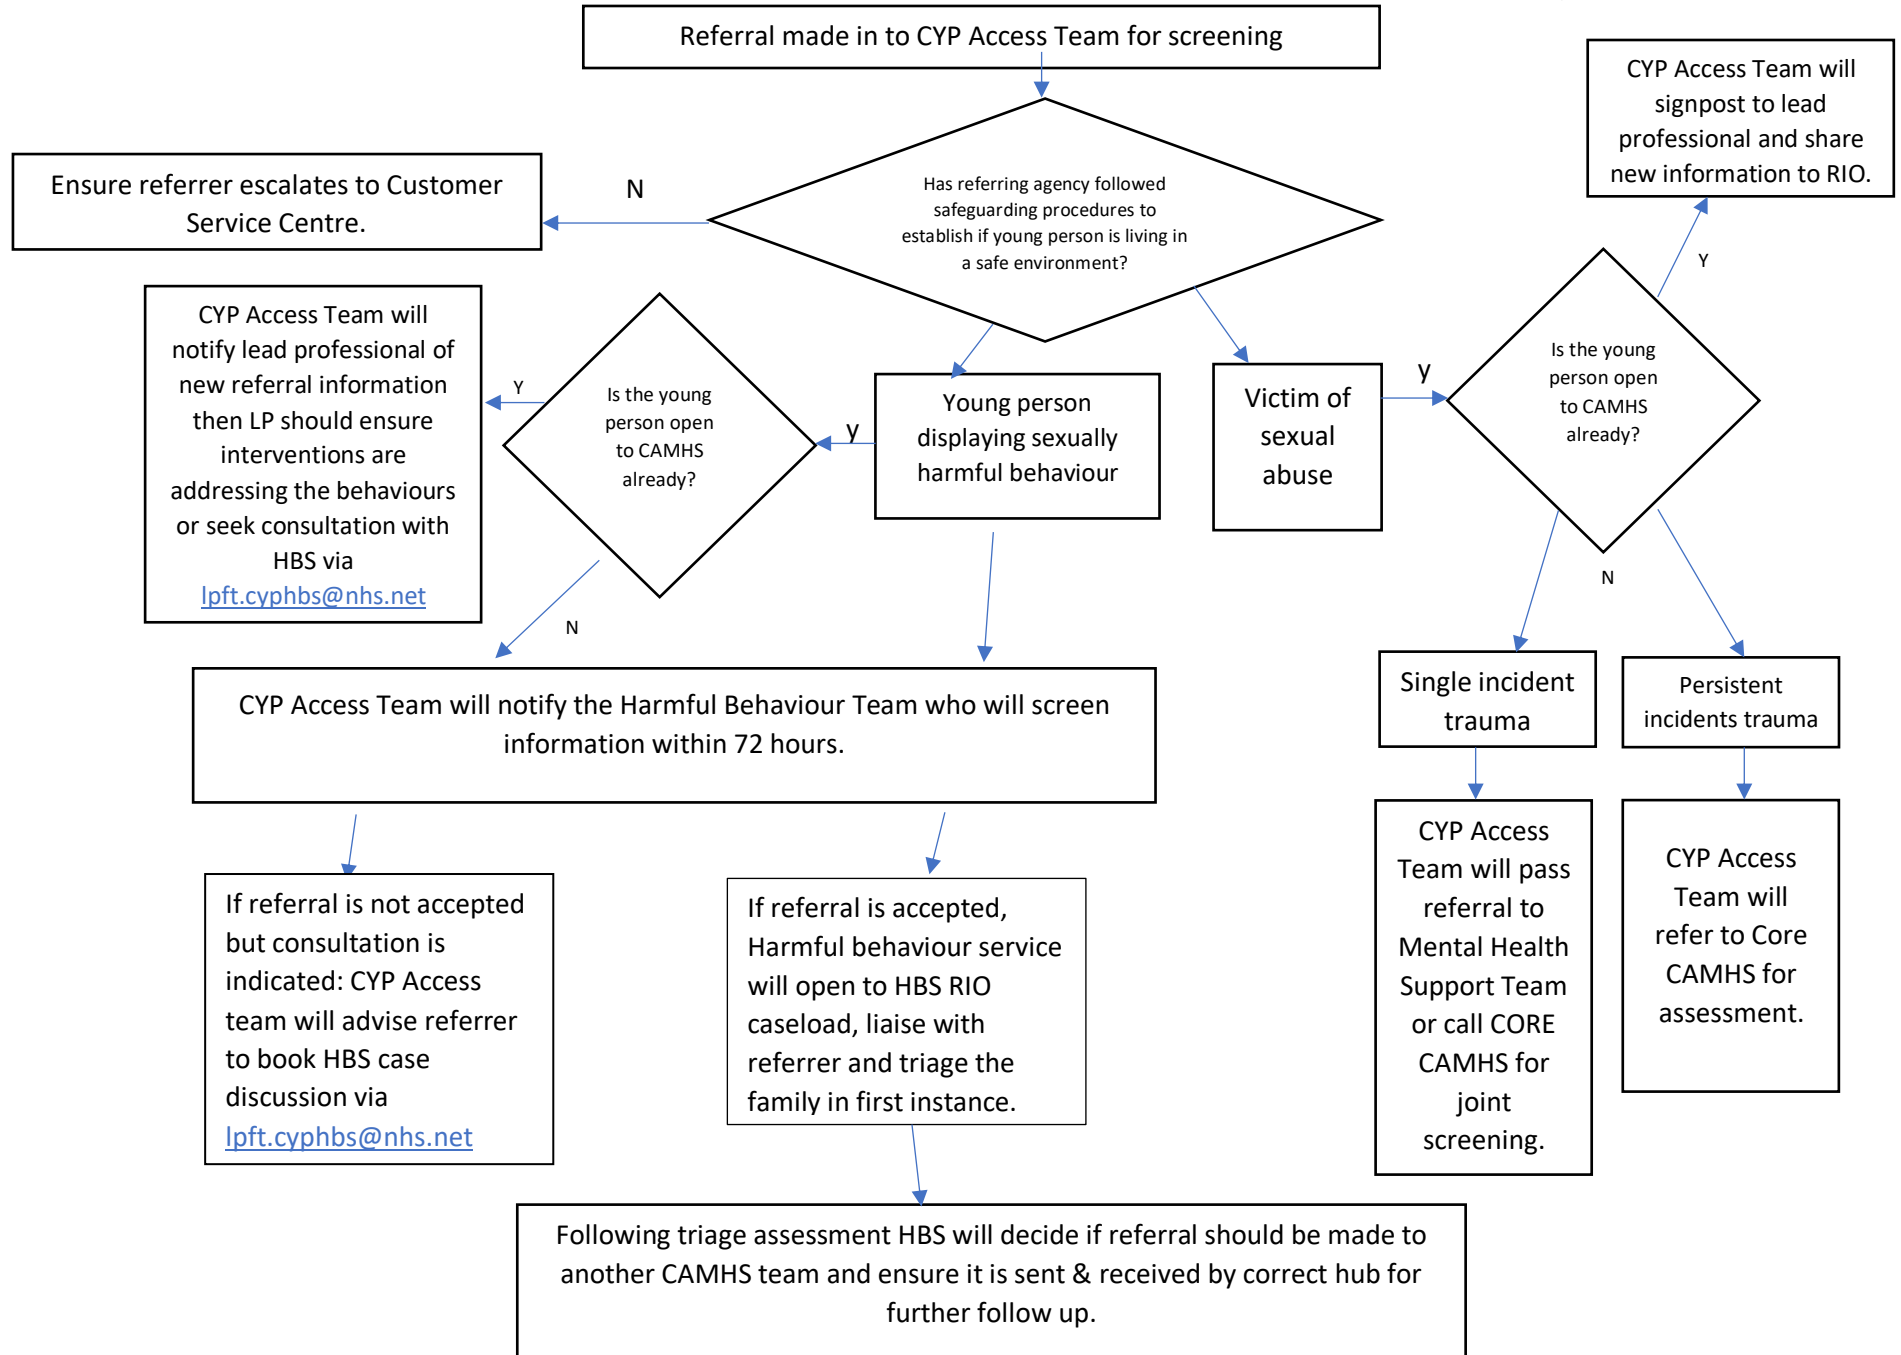 Referral made in to CYP Access Team for screening
CYP Access Team will
signpost to lead
professional and share
new information to RIO.
Ensure referrer escalates to Customer
Service Centre.
N
Has referring agency followed
safeguarding procedures to
establish if young person is living in
a safe environment?
Y
CYP Access Team will
notify lead professional of
new referral information
then LP should ensure
interventions are
addressing the behaviours
or seek consultation with
HBS via
lpft.cyphbs@nhs.net
Y
Is the young
person open
to CAMHS
already?
y
Young person
displaying sexually
harmful behaviour
Victim of
sexual
abuse
y
Is the young
person open
to CAMHS
already?
N
N
CYP Access Team will notify the Harmful Behaviour Team who will screen
information within 72 hours.
Single incident
trauma
Persistent
incidents trauma
If referral is not accepted
but consultation is
indicated: CYP Access
team will advise referrer
to book HBS case
discussion via
lpft.cyphbs@nhs.net
If referral is accepted,
Harmful behaviour service
will open to HBS RIO
caseload, liaise with
referrer and triage the
family in first instance.
CYP Access
Team will pass
referral to
Mental Health
Support Team
or call CORE
CAMHS for
joint
screening.
CYP Access
Team will
refer to Core
CAMHS for
assessment.
Following triage assessment HBS will decide if referral should be made to
another CAMHS team and ensure it is sent & received by correct hub for
further follow up.